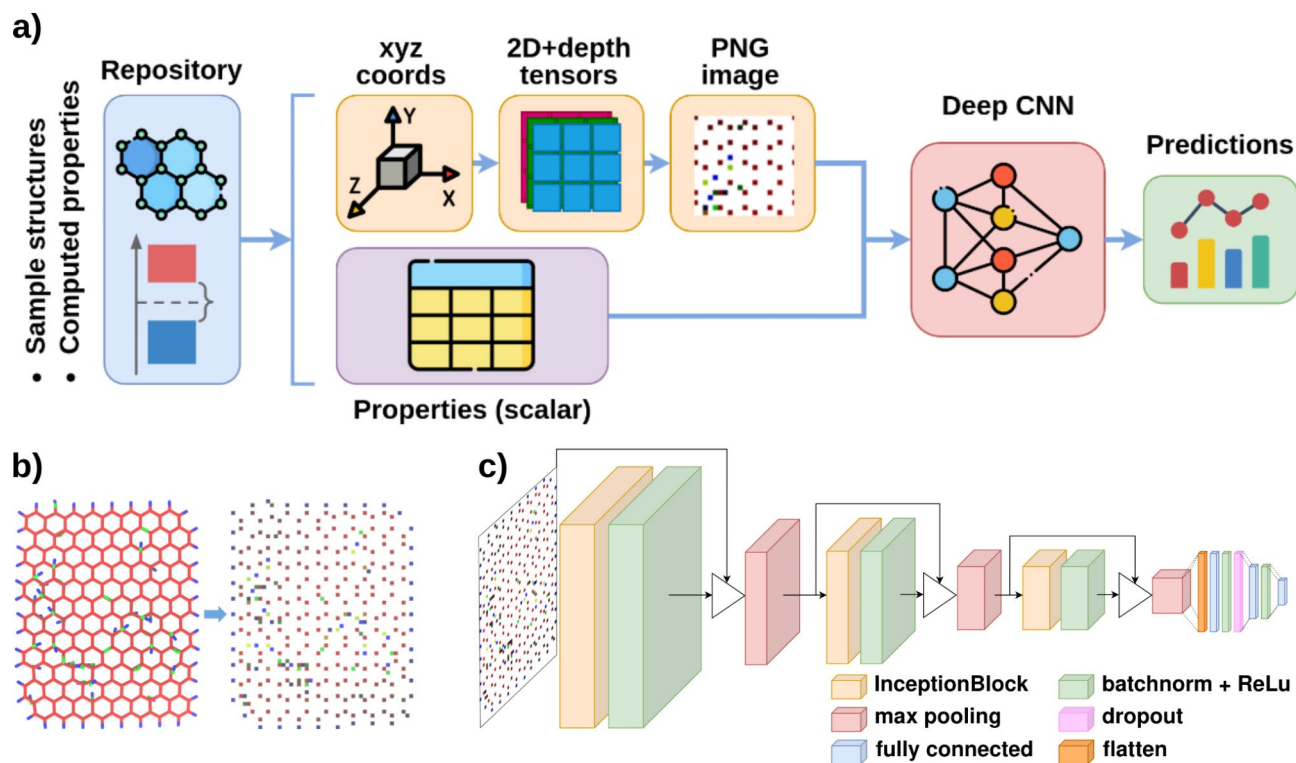 a)
Repository
xyz
coords
2D+depth
tensors
PNG
image
Deep CNN
Predictions
• Sample structures
• Computed properties
Y
Z
X
Properties (scalar)
b)
c)
InceptionBlock
batchnorm + ReLu
max pooling
dropout
fully connected
flatten